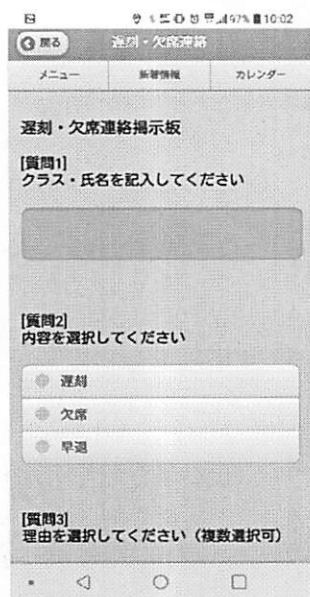 97% 10:02
戻る 遅刻・欠席連絡
メニュー 新着情報 カレンダー
遅刻・欠席連絡掲示板
[質問1]
クラス・氏名を記入してください
[質問2]
内容を選択してください
遅刻
欠席
早退
[質問3]
理由を選択してください（複数選択可）